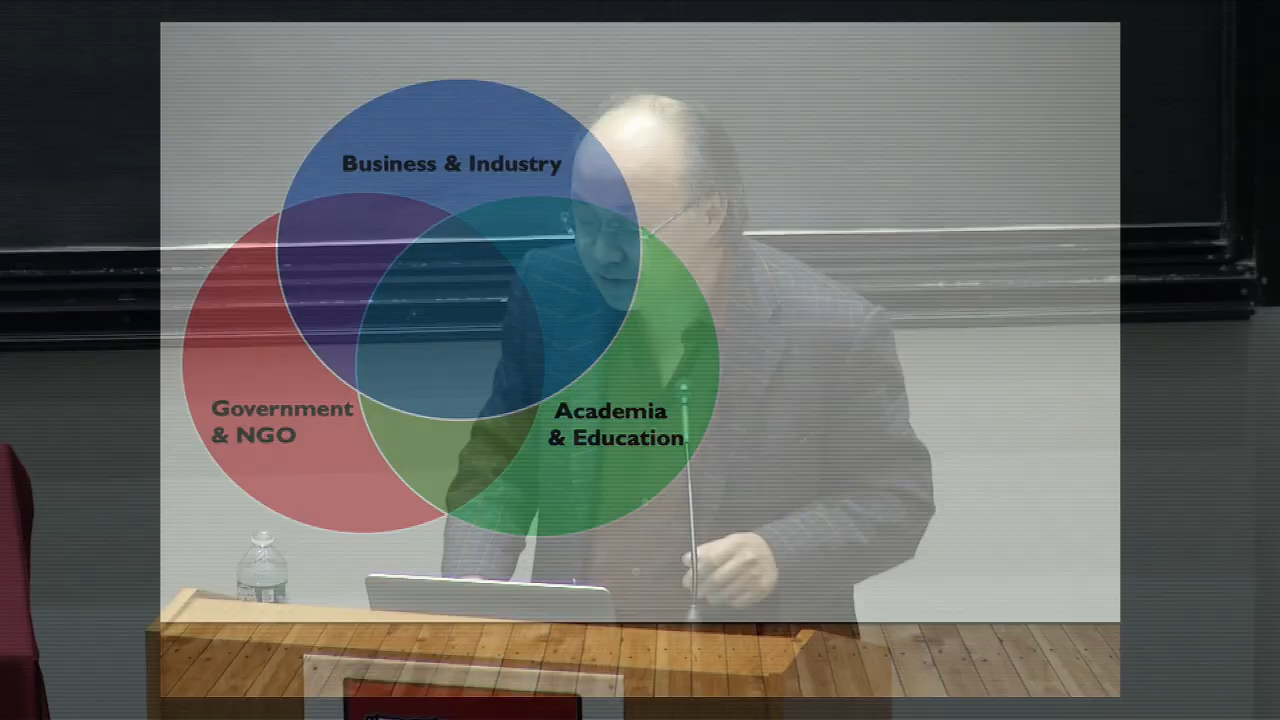 Business & Industry
Government
& NGO
Academia
& Education